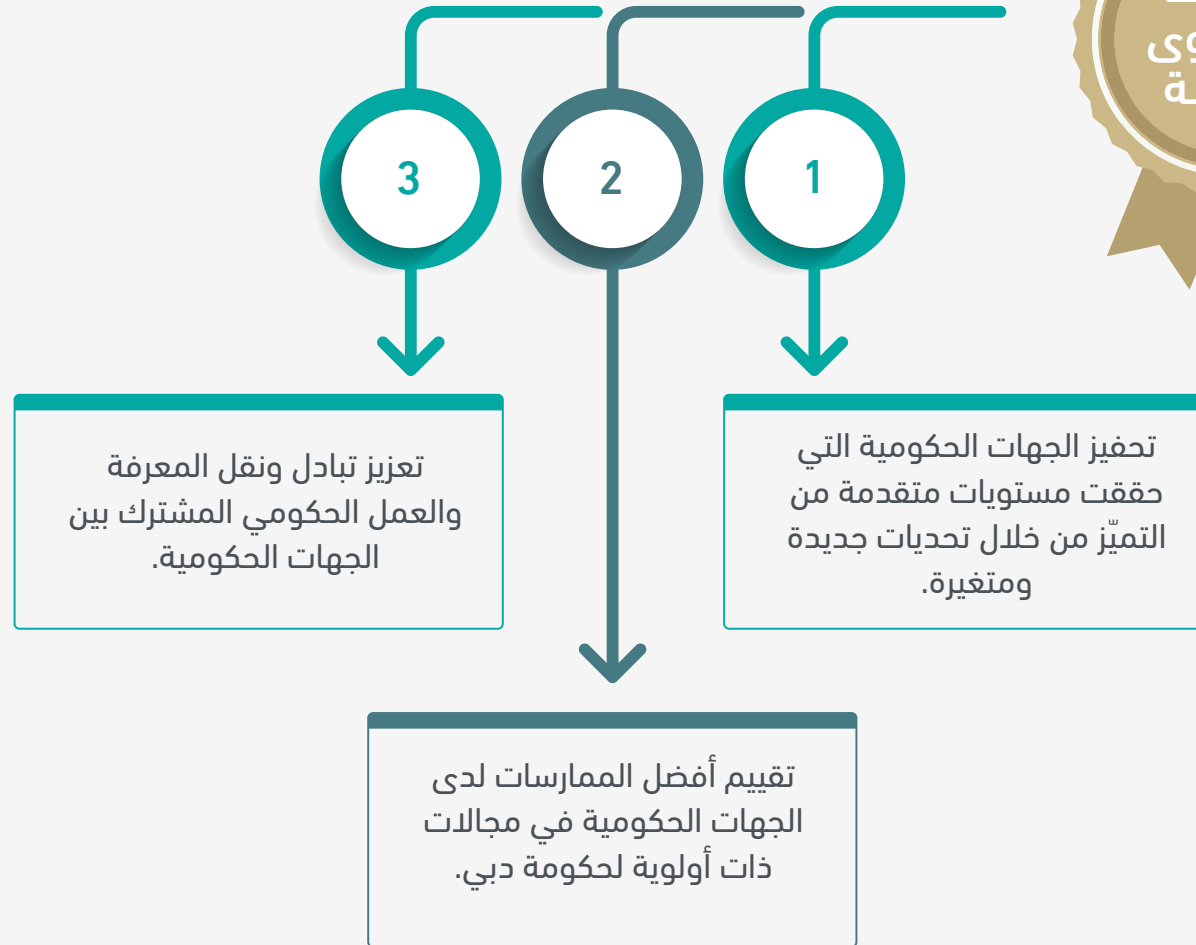 1
تحفيز الجهات الحكومية التي
حققت مستويات متقدمة من
التميّز من خلال تحديات جديدة
ومتغيرة.
2
تقييم أفضل الممارسات لدى
الجهات الحكومية في مجالات
ذات أولوية لحكومة دبي.
3
تعزيز تبادل ونقل المعرفة
والعمل الحكومي المشترك بين
الجهات الحكومية.